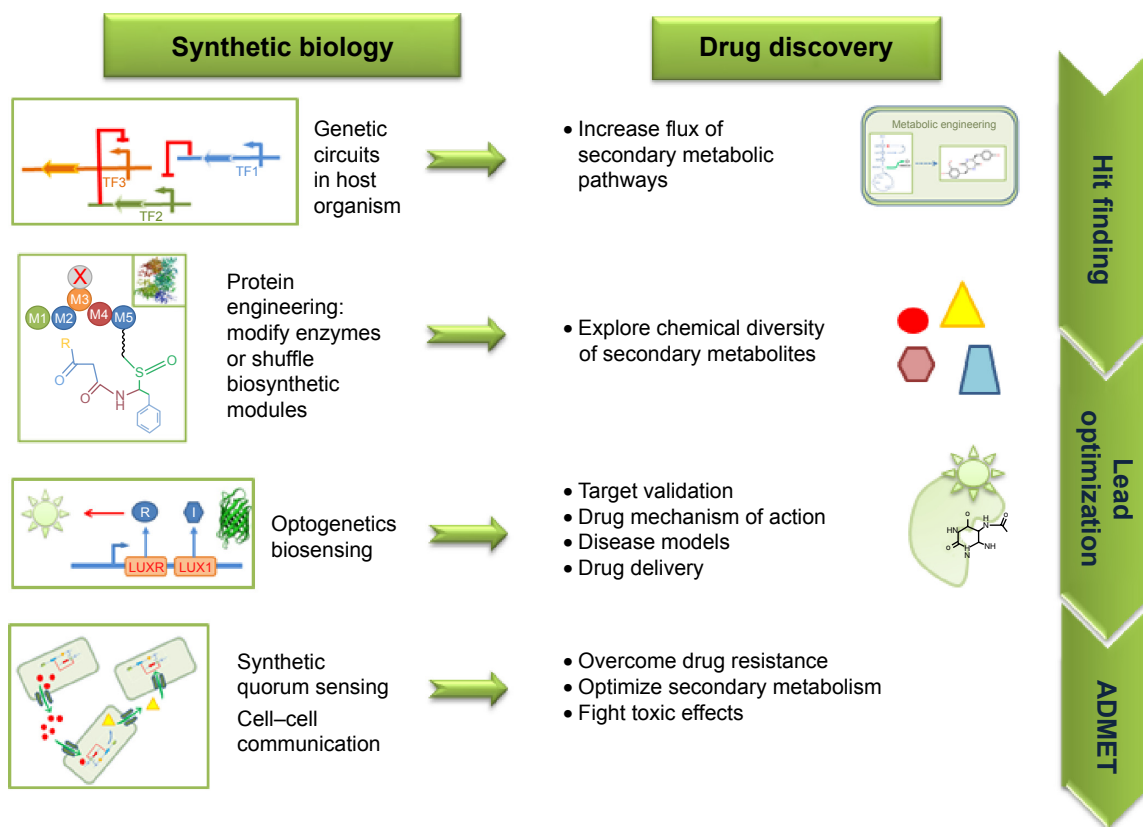 Synthetic biology
Drug discovery
TF3
TF1
TF2
Genetic
circuits
in host
organism
• Increase flux of
secondary metabolic
pathways
Metabolic engineering
Hit finding
X
M1
M2
M3
M4
M5
R
O
O
N
H
S
O
Protein
engineering:
modify enzymes
or shuffle
biosynthetic
modules
• Explore chemical diversity
of secondary metabolites
Lead
optimization
R
I
LUXR
LUX1
Optogenetics
biosensing
• Target validation
• Drug mechanism of action
• Disease models
• Drug delivery
O
H
N
O
HN
O
N
H
NH
Synthetic
quorum sensing
Cell–cell
communication
• Overcome drug resistance
• Optimize secondary metabolism
• Fight toxic effects
ADMET